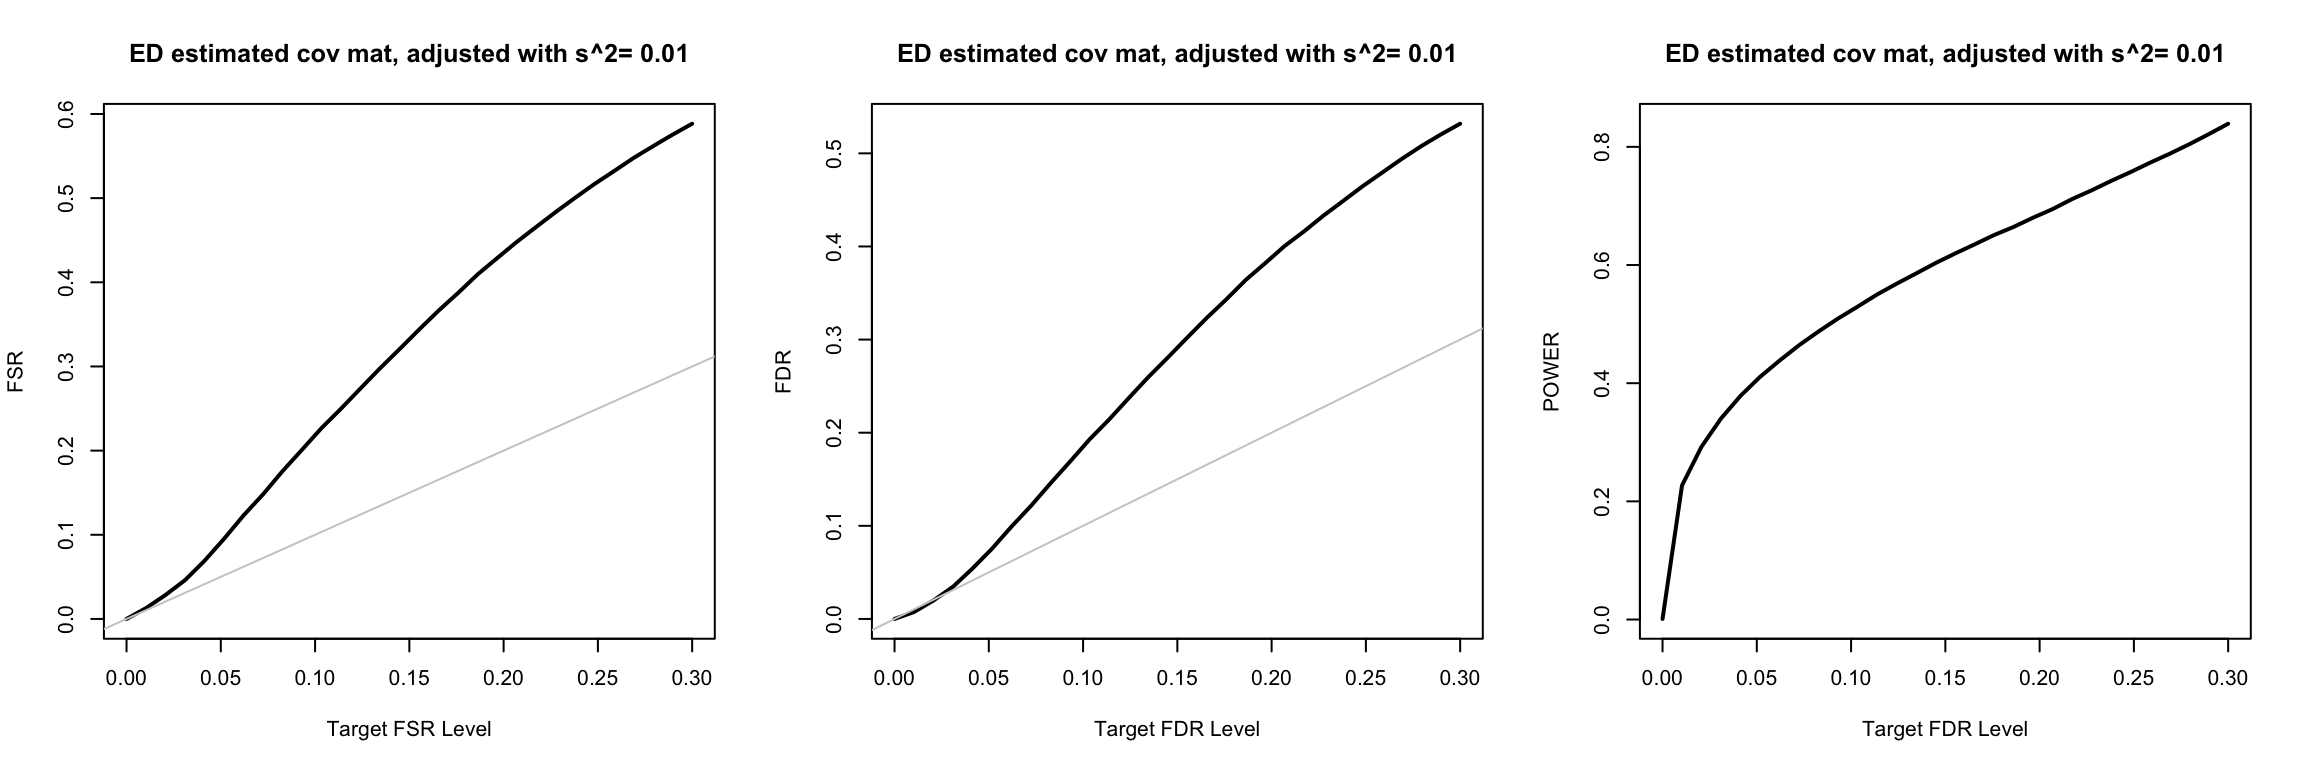 ED estimated cov mat, adjusted with s^2= 0.01
FSR
0.0 0.1 0.2 0.3 0.4 0.5 0.6
0.00 0.05 0.10 0.15 0.20 0.25 0.30
Target FSR Level
ED estimated cov mat, adjusted with s^2= 0.01
FDR
0.0 0.1 0.2 0.3 0.4 0.5
0.00 0.05 0.10 0.15 0.20 0.25 0.30
Target FDR Level
ED estimated cov mat, adjusted with s^2= 0.01
POWER
0.0 0.2 0.4 0.6 0.8
0.00 0.05 0.10 0.15 0.20 0.25 0.30
Target FDR Level